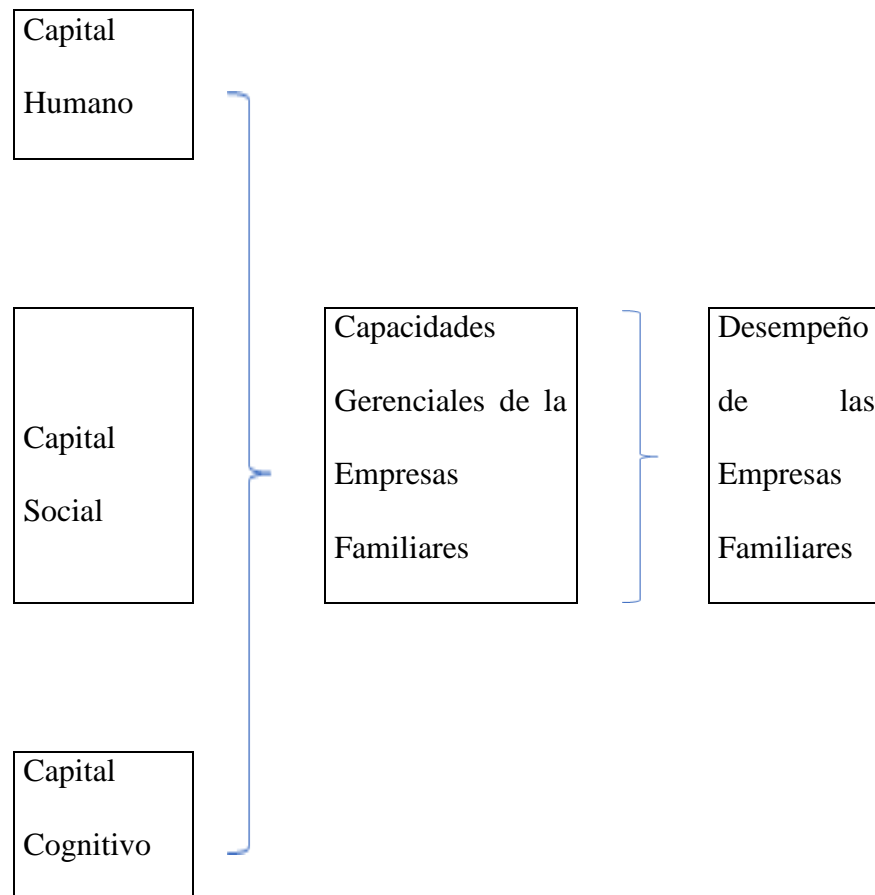 Capital
Humano
Capital
Social
Capital
Cognitivo
Capacidades
Gerenciales de la
Empresas
Familiares
Desempeño
de las
Empresas
Familiares